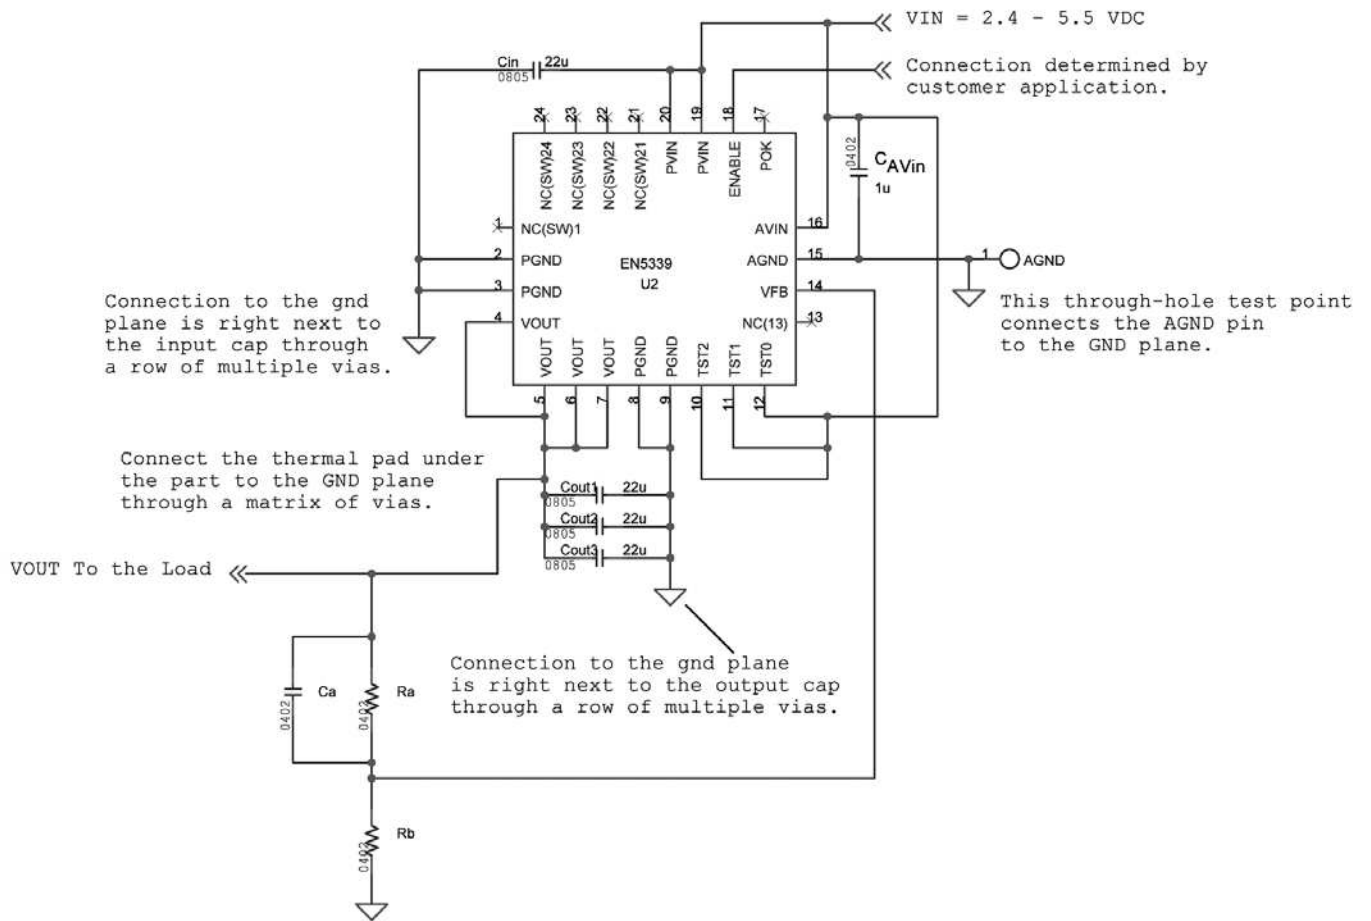 VIN = 2.4 - 5.5 VDC
Cin 22u
0805
Connection determined by
customer application.
24 23 22 21 20 19 18 17
NC(SW)24 NC(SW)23 NC(SW)22 NC(SW)21 PVIN PVIN ENABLE POK
0402
CAVin
1u
1 NC(SW)1
AVIN 16
2 PGND
EN5339
AGND 15
1 AGND
U2
3 PGND
VFB 14
4 VOUT
NC(13) 13
Connection to the gnd
plane is right next to
the input cap through
a row of multiple vias.
This through-hole test point
connects the AGND pin
to the GND plane.
VOUT VOUT VOUT PGND PGND TST2 TST1 TST0
5 6 7 8 9 10 11 12
Connect the thermal pad under
the part to the GND plane
through a matrix of vias.
Cout1 22u
0805
Cout2 22u
0805
Cout3 22u
0805
VOUT To the Load
Connection to the gnd plane
is right next to the output cap
through a row of multiple vias.
Ca
0402
Ra
0402
Rb
0402